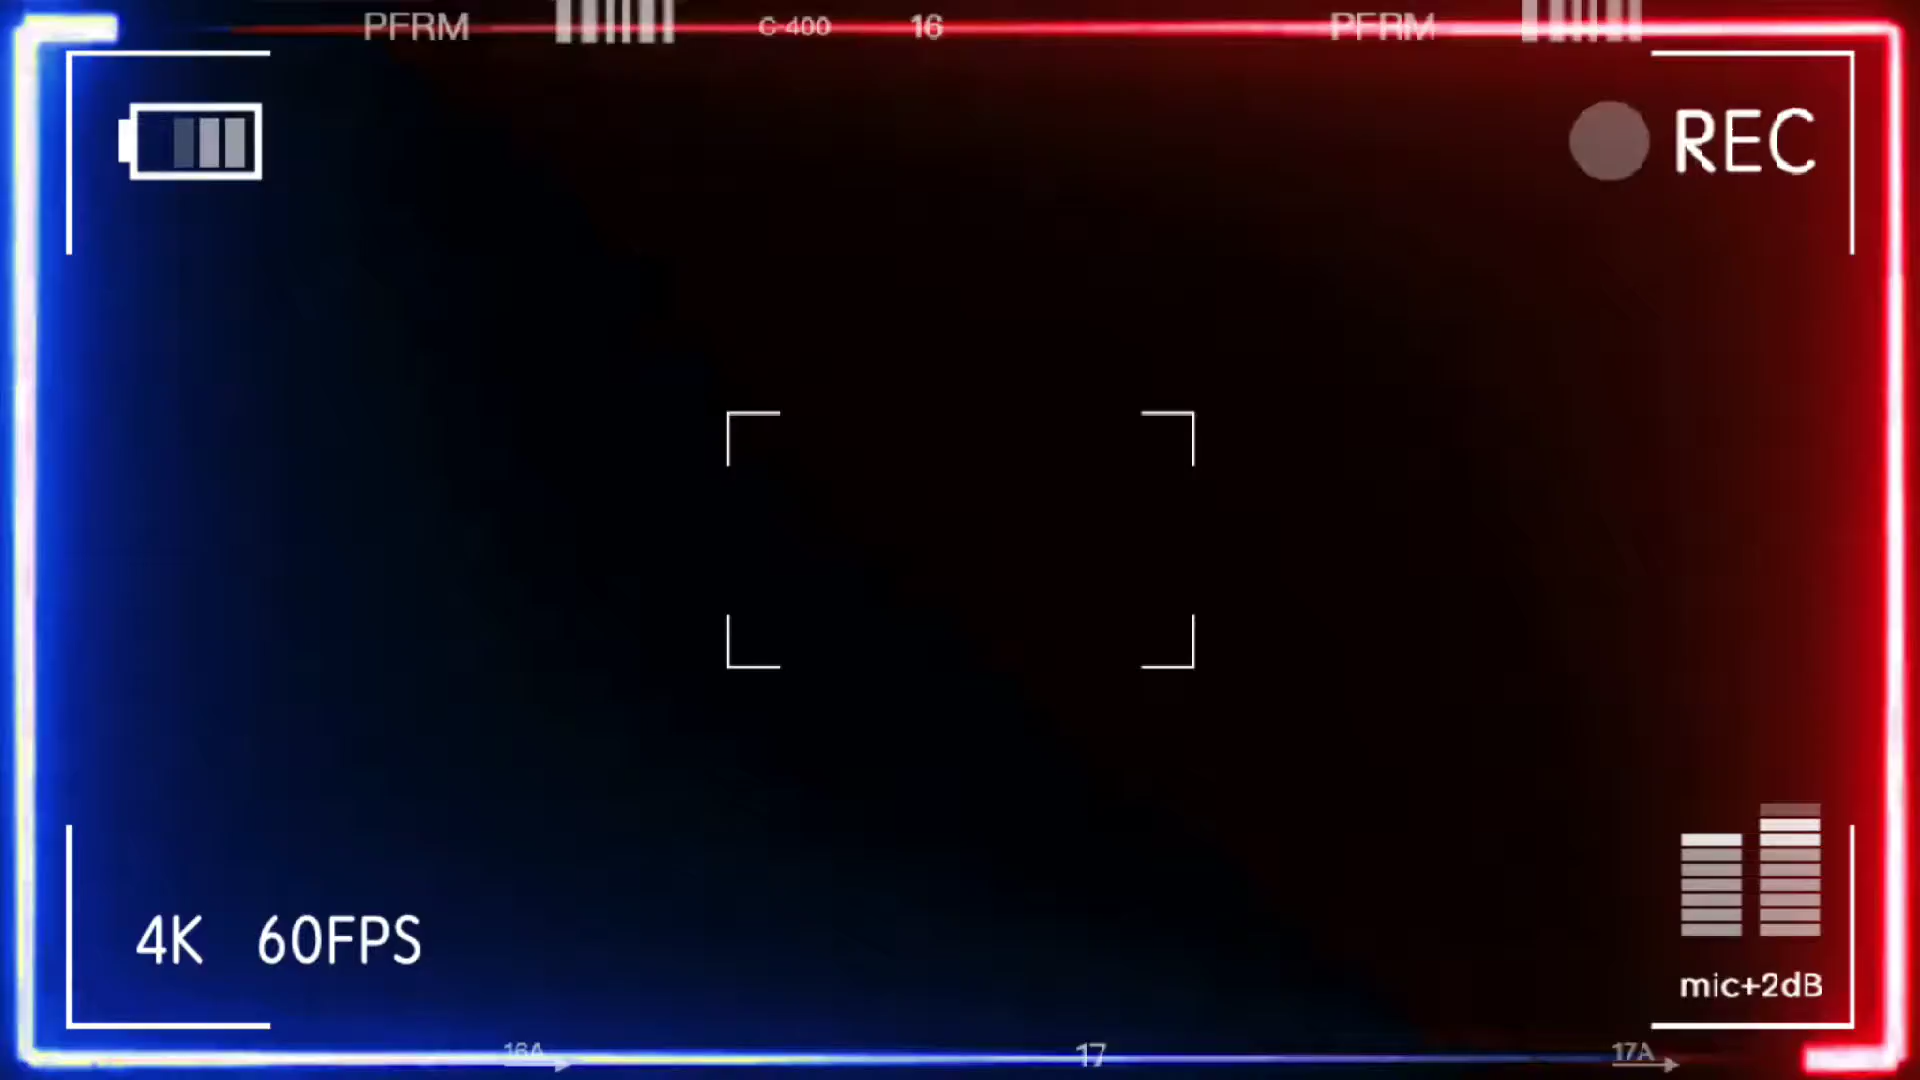 PFRM C 400 16 PFRM
REC
4K 60FPS
mic+2dB
16A 17 17A